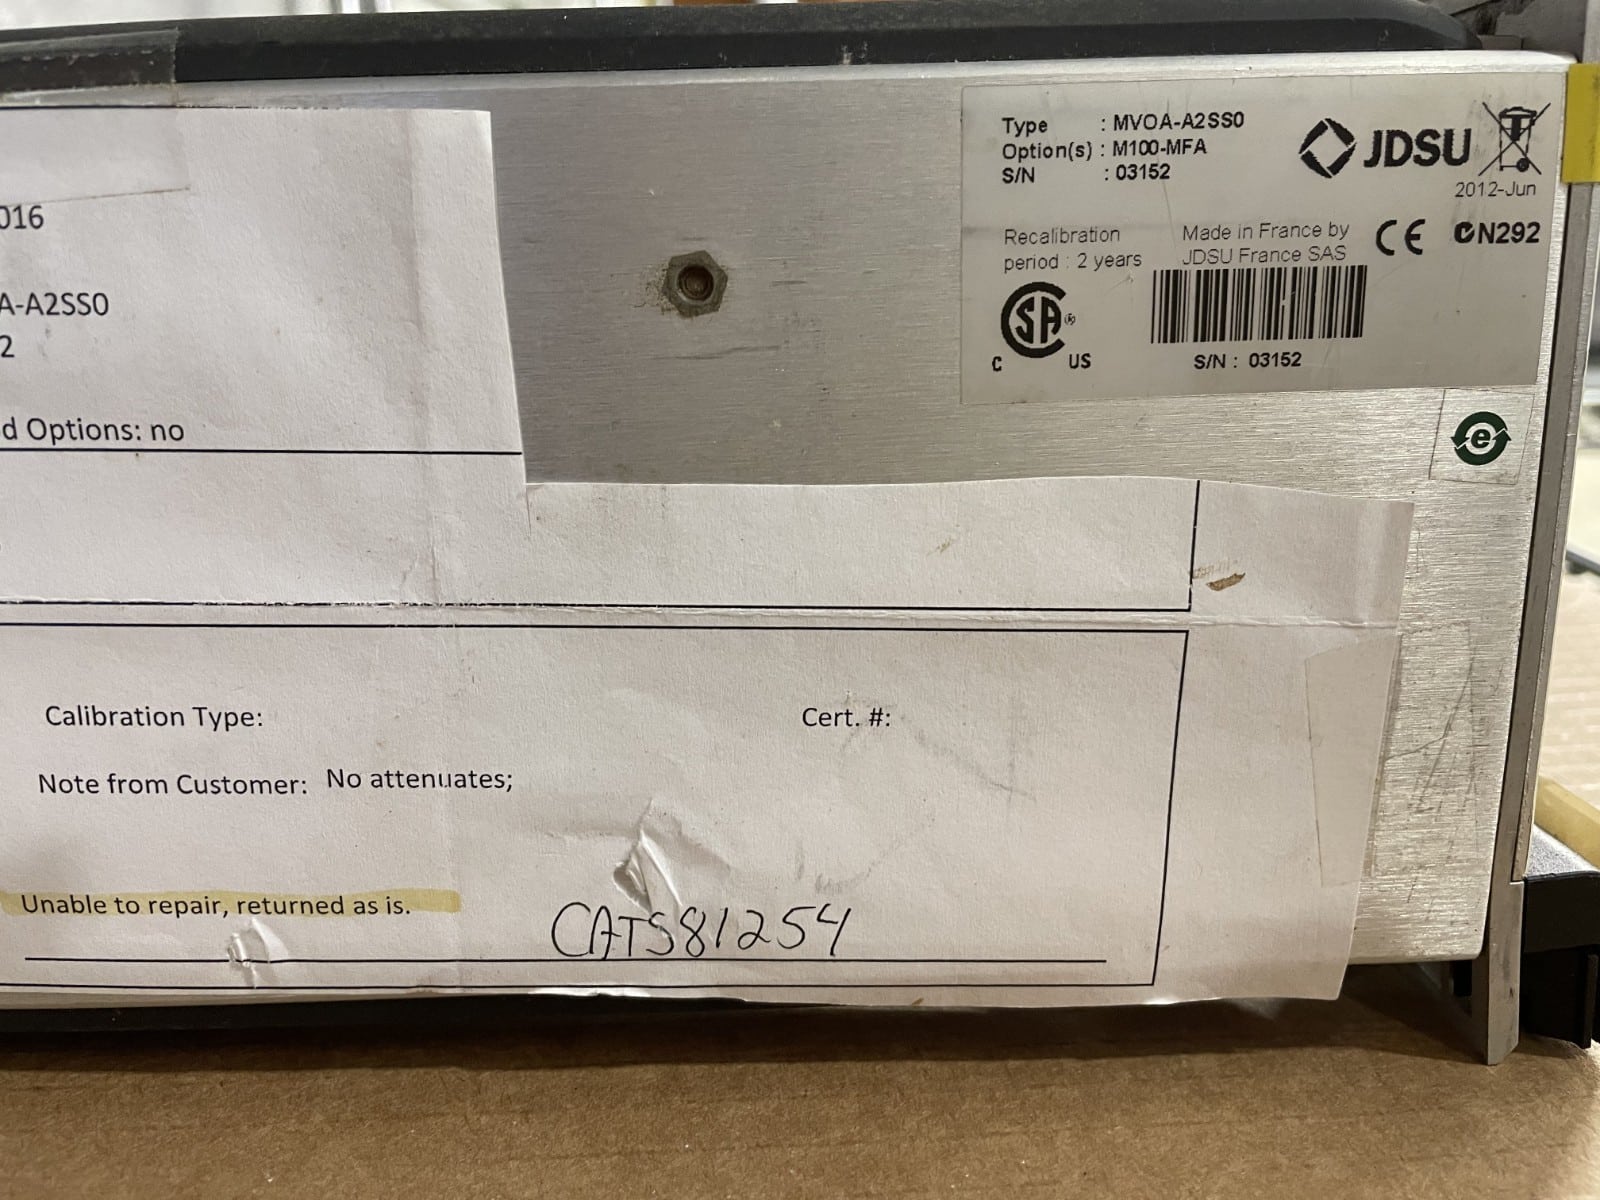 Type : MVOA-A2SS0
Option(s) : M100-MFA
S/N : 03152
JDSU
2012-Jun
Recalibration
period : 2 years
Made in France by
JDSU France SAS
CE
N292
C SA US
S/N : 03152
e
016
A-A2SS0
2
d Options: no
Calibration Type:
Cert. #:
Note from Customer: No attenuates;
Unable to repair, returned as is.
CATS81254